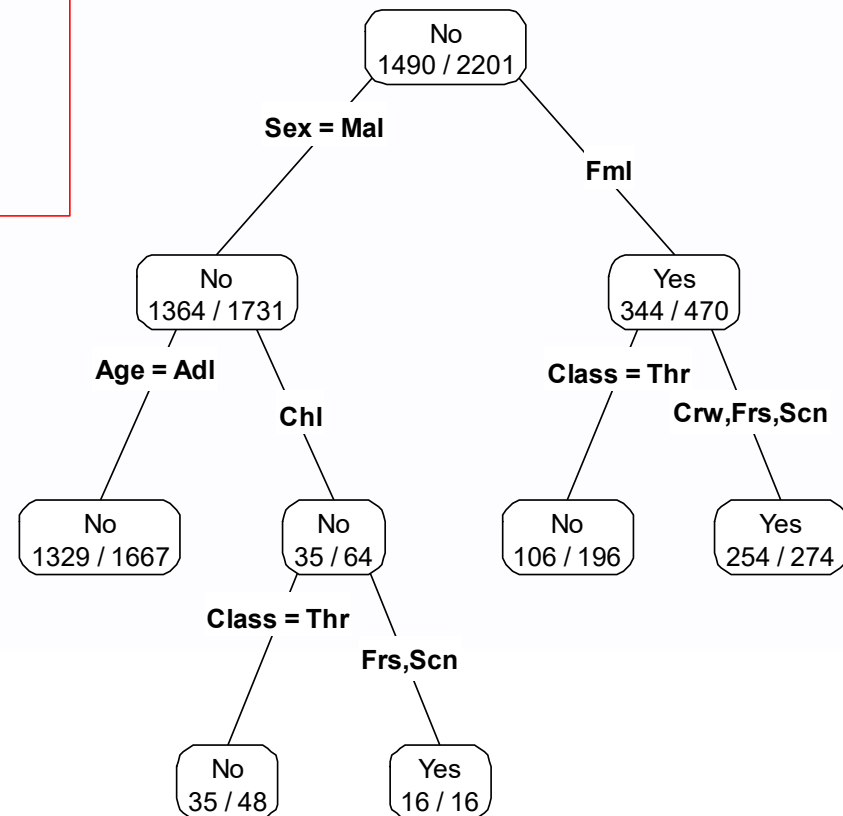 No
1490 / 2201
Sex = Mal
Fml
No
1364 / 1731
Yes
344 / 470
Age = Adl
Chl
Class = Thr
Crw,Frs,Scn
No
1329 / 1667
No
35 / 64
No
106 / 196
Yes
254 / 274
Class = Thr
Frs,Scn
No
35 / 48
Yes
16 / 16